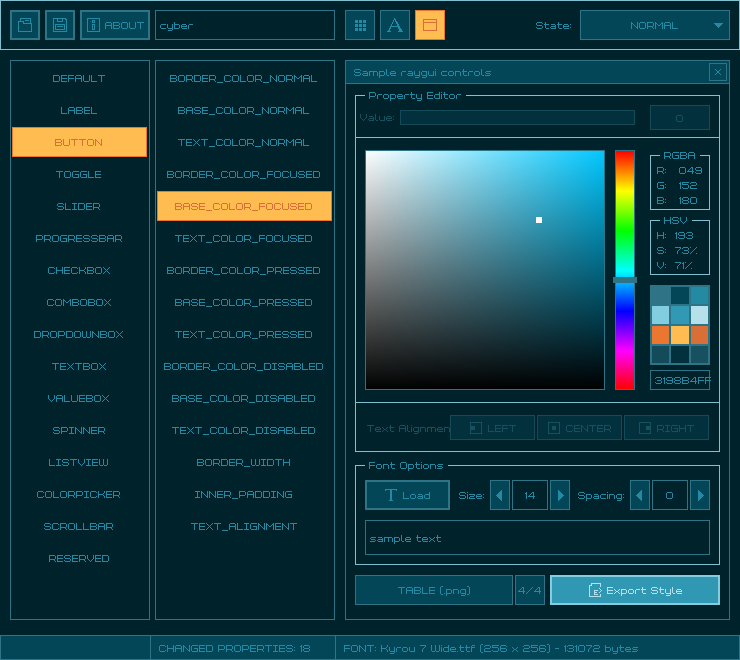 ABOUT
cyber
A
State:
NORMAL
DEFAULT
LABEL
BUTTON
TOGGLE
SLIDER
PROGRESSBAR
CHECKBOX
COMBOBOX
DROPDOWNBOX
TEXTBOX
VALUEBOX
SPINNER
LISTVIEW
COLORPICKER
SCROLLBAR
RESERVED
BORDER_COLOR_NORMAL
BASE_COLOR_NORMAL
TEXT_COLOR_NORMAL
BORDER_COLOR_FOCUSED
BASE_COLOR_FOCUSED
TEXT_COLOR_FOCUSED
BORDER_COLOR_PRESSED
BASE_COLOR_PRESSED
TEXT_COLOR_PRESSED
BORDER_COLOR_DISABLED
BASE_COLOR_DISABLED
TEXT_COLOR_DISABLED
BORDER_WIDTH
INNER_PADDING
TEXT_ALIGNMENT
Sample raygui controls
Property Editor
Value:
0
RGBA
R: 049
G: 152
B: 180
HSV
H: 193
S: 73%
V: 71%
3198B4FF
Text Alignmen
LEFT
CENTER
RIGHT
Font Options
T Load
Size:
14
Spacing:
0
sample text
TABLE (.png)
4/4
Export Style
CHANGED PROPERTIES: 18
FONT: Kyrou 7 Wide.ttf (256 x 256) - 131072 bytes